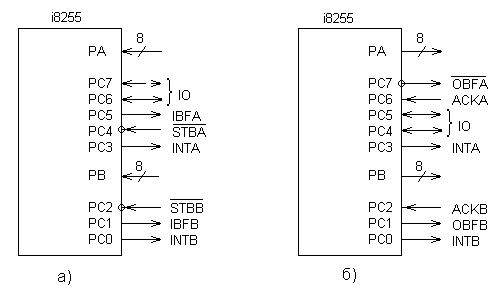 i8255
PA 8
PC7
PC6 IO
PC5 IBFA
PC4 STBA
PC3 INTA
PB 8
PC2 STBB
PC1 IBFB
PC0 INTB
а)
i8255
PA 8
PC7 OBFA
PC6 ACKA
PC5
PC4 IO
PC3 INTA
PB 8
PC2 ACKB
PC1 OBFB
PC0 INTB
б)